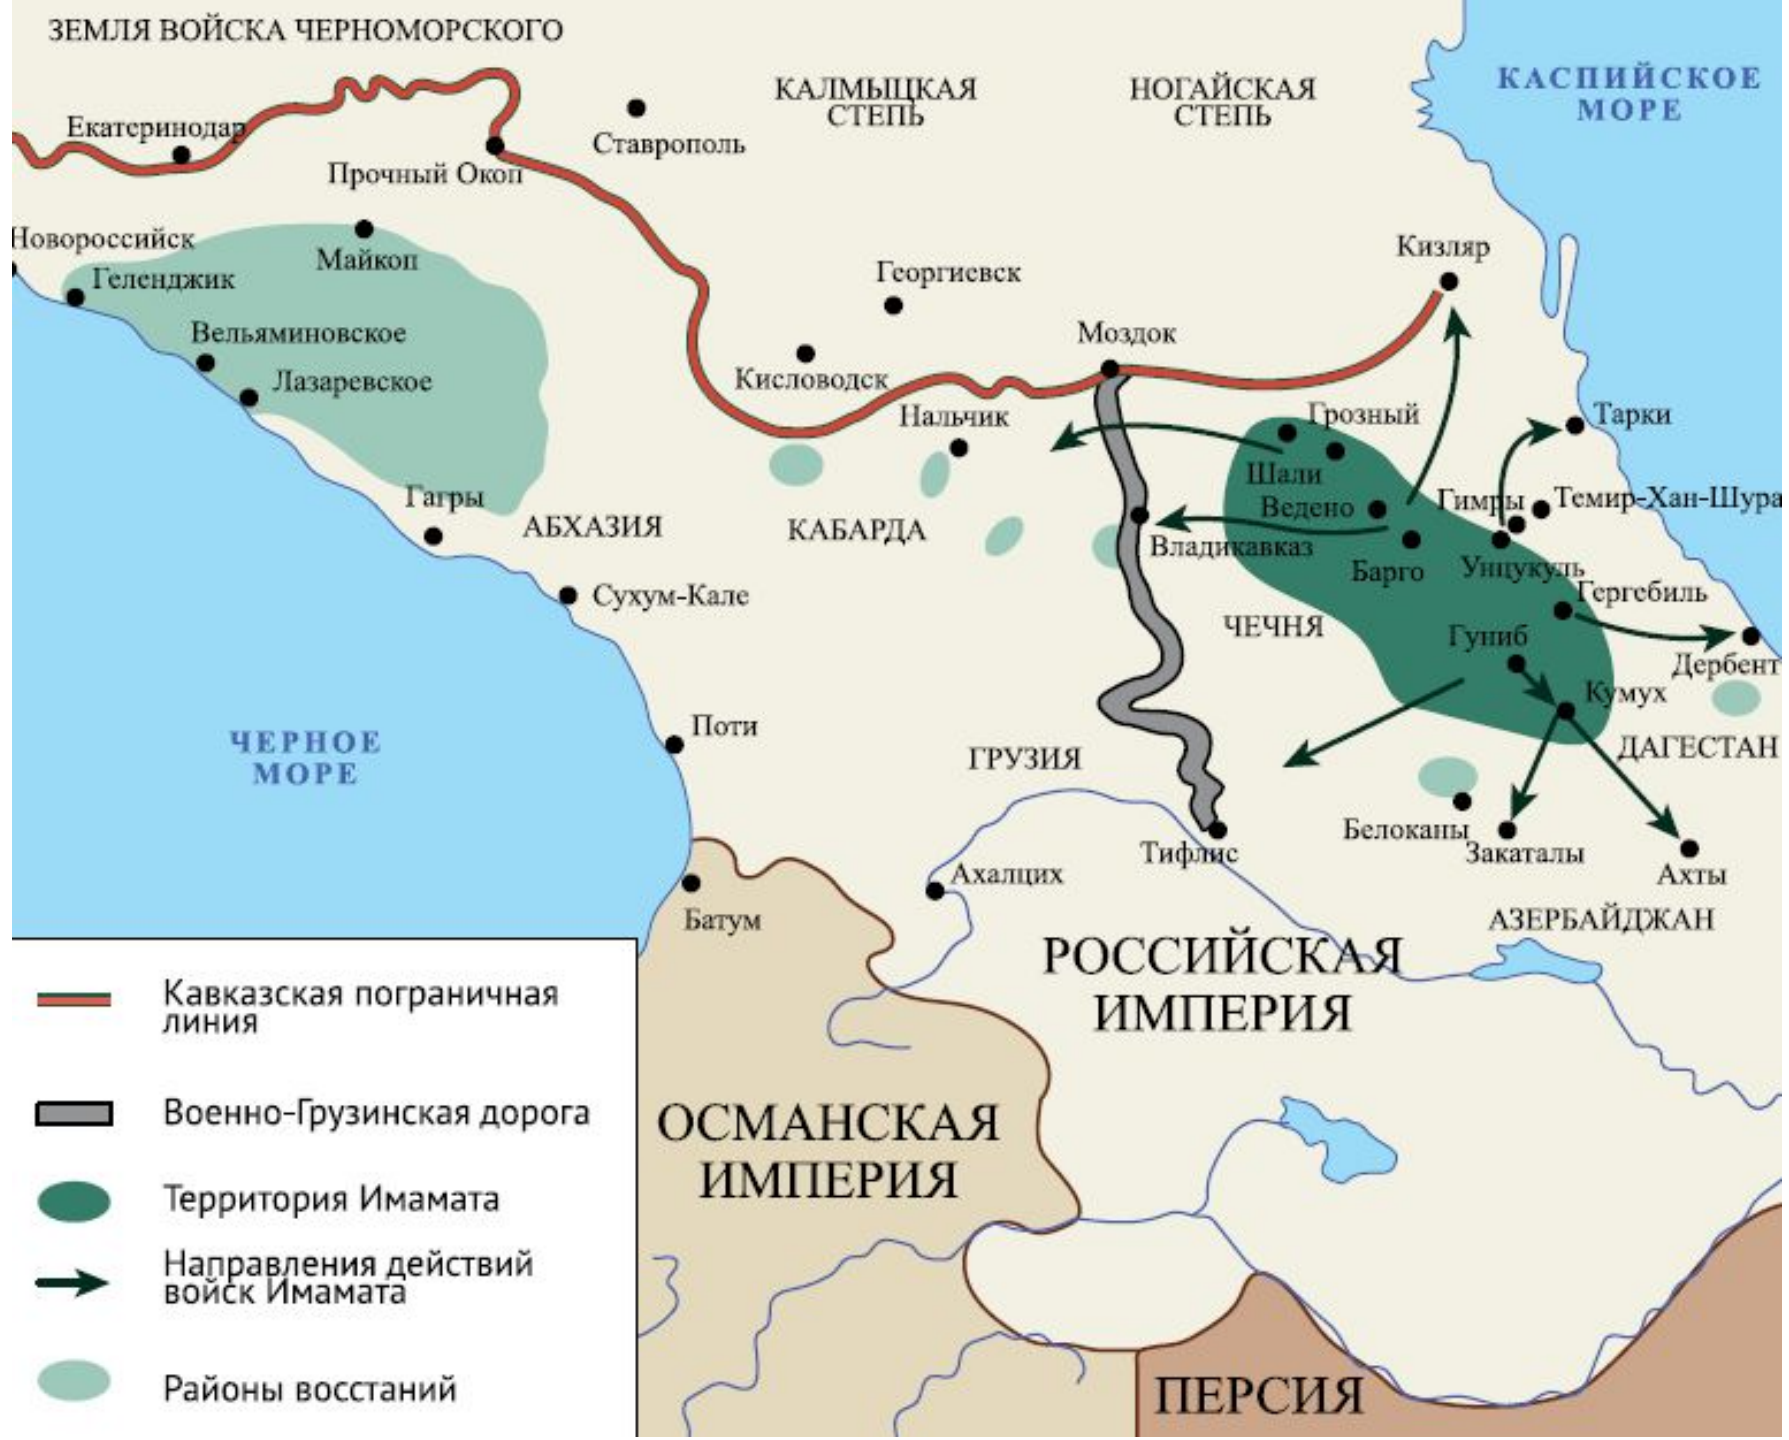 ЗЕМЛЯ ВОЙСКА ЧЕРНОМОРСКОГО
КАЛМЫЦКАЯ
СТЕПЬ
НОГАЙСКАЯ
СТЕПЬ
КАСПИЙСКОЕ
МОРЕ
Екатеринодар
Ставрополь
Прочный Окоп
Новороссийск
Майкоп
Геленджик
Кизляр
Георгиевск
Вельяминовское
Моздок
Лазаревское
Кисловодск
Нальчик
Грозный
Тарки
Шали
Гагры
АБХАЗИЯ
КАБАРДА
Ведено
Гимры
Темир-Хан-Шура
Владикавказ
Барго
Унцукуль
Сухум-Кале
Гергебиль
ЧЕЧНЯ
Гуниб
Дербент
Кумух
Поти
ЧЕРНОЕ
МОРЕ
ГРУЗИЯ
ДАГЕСТАН
Белоканы
Тифлис
Закаталы
Ахалцих
Ахты
Батум
АЗЕРБАЙДЖАН
РОССИЙСКАЯ
ИМПЕРИЯ
ОСМАНСКАЯ
ИМПЕРИЯ
ПЕРСИЯ
Кавказская пограничная
линия
Военно-Грузинская дорога
Территория Имамата
Направления действий
войск Имамата
Районы восстаний